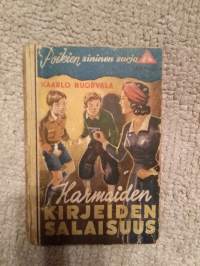 Poikien sininen sarja
KAARLO NUORVALA
Harmaiden
KIRJEIDEN
SALAISUUS